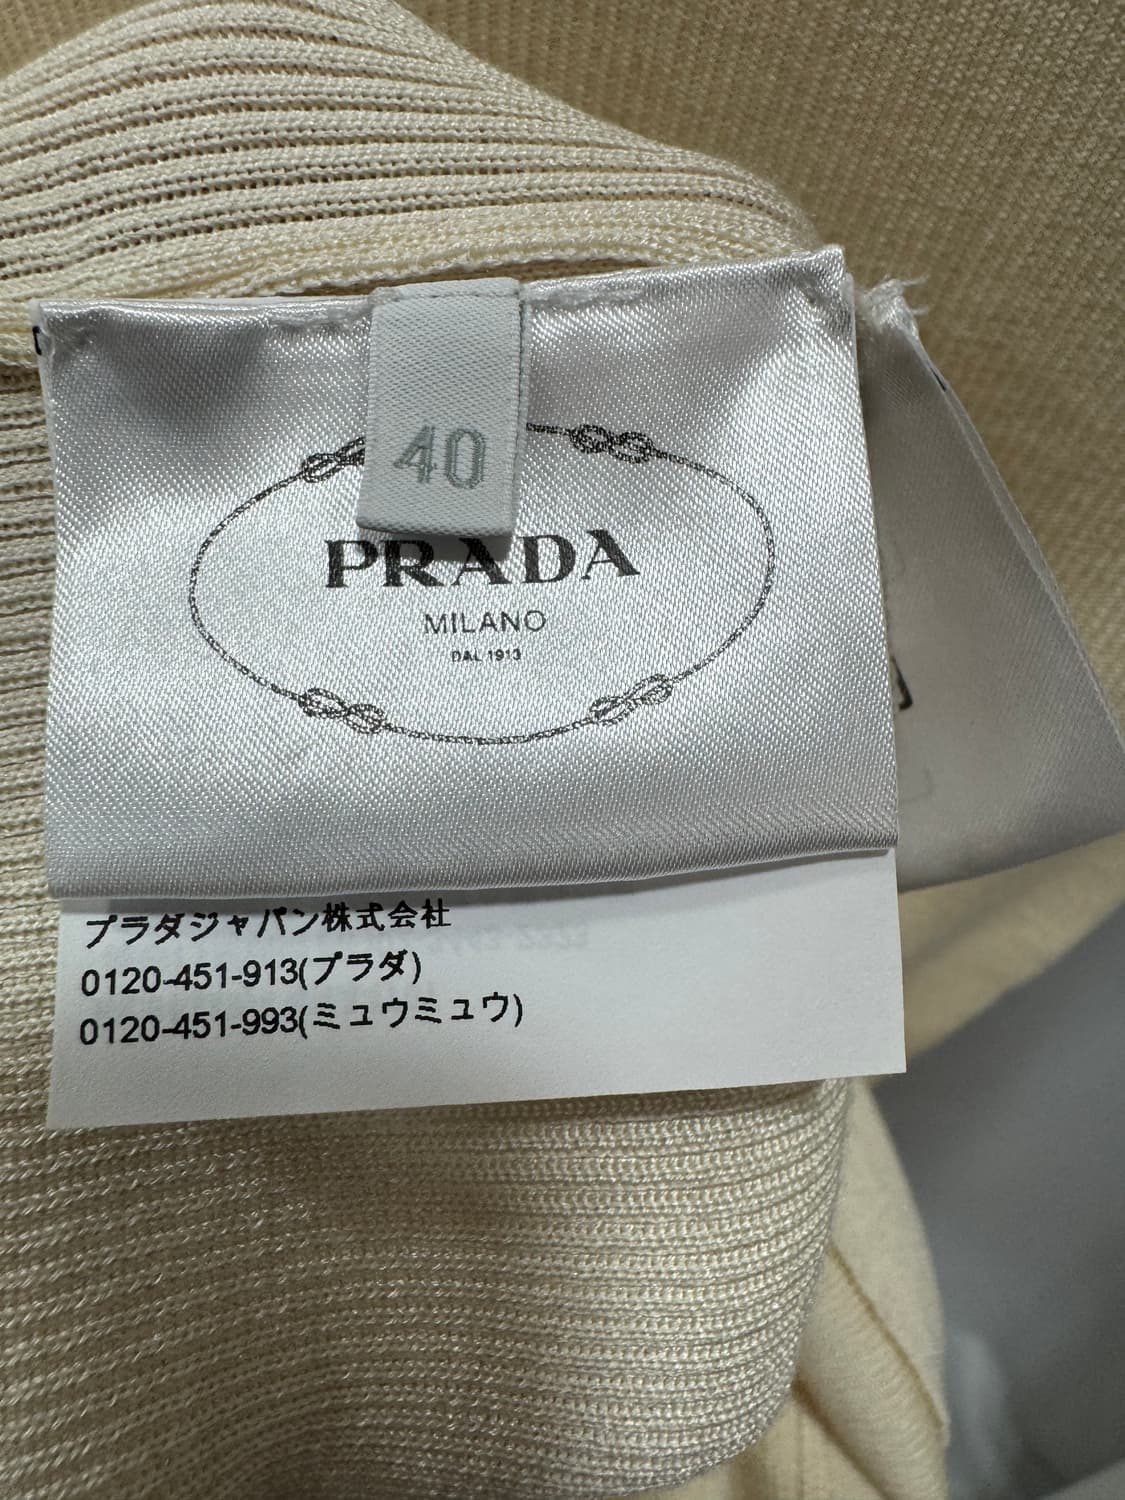 40
PRADA
MILANO
DAL 1913
プラダジャパン株式会社
0120-451-913(プラダ)
0120-451-993(ミュウミュウ)